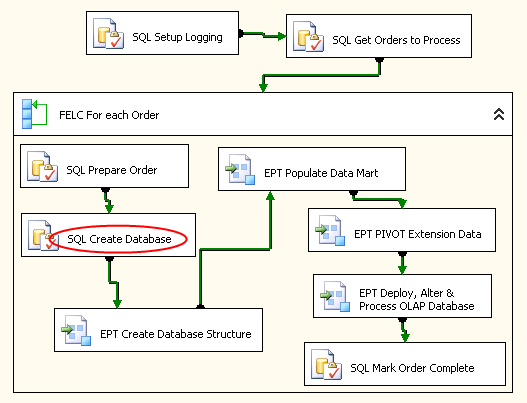 SQL Setup Logging
SQL Get Orders to Process
FELC For each Order
SQL Prepare Order
SQL Create Database
EPT Create Database Structure
EPT Populate Data Mart
EPT PIVOT Extension Data
EPT Deploy, Alter &
Process OLAP Database
SQL Mark Order Complete